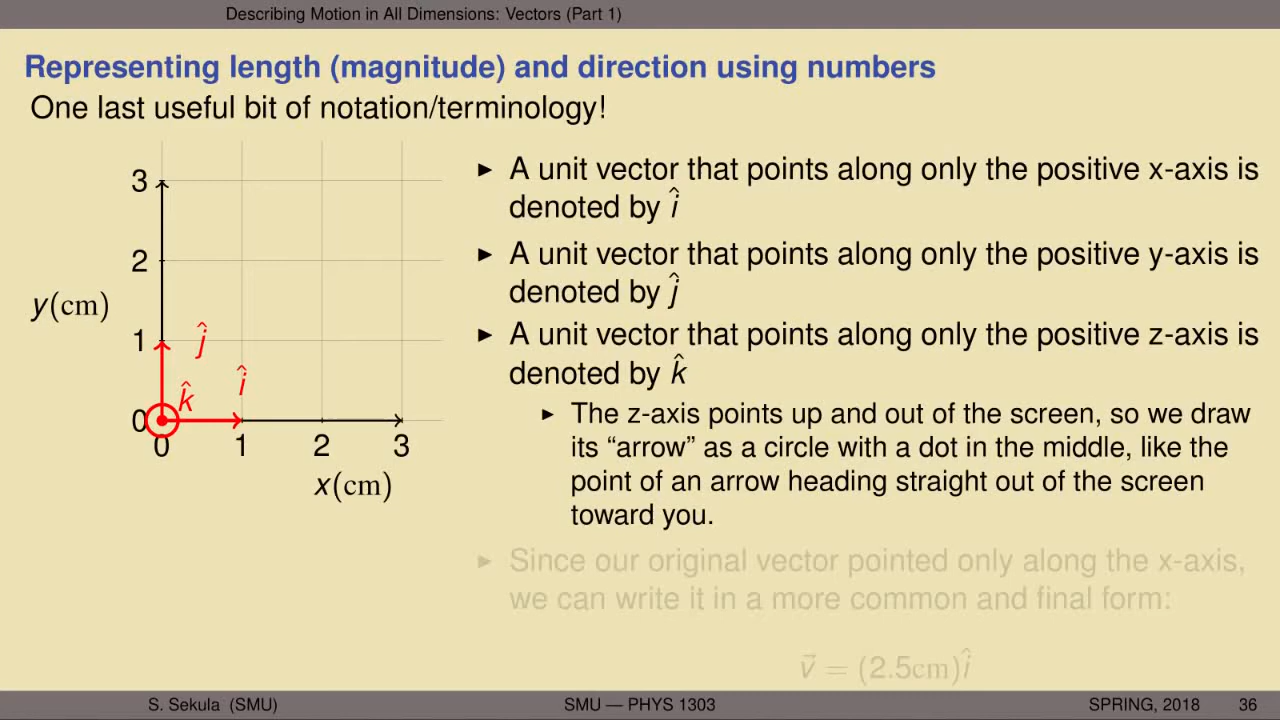 Describing Motion in All Dimensions: Vectors (Part 1)
Representing length (magnitude) and direction using numbers
One last useful bit of notation/terminology!
3
2
y(cm)
1
ĵ
î
k̂
0
0 1 2 3
x(cm)
▶ A unit vector that points along only the positive x-axis is
denoted by î
▶ A unit vector that points along only the positive y-axis is
denoted by ĵ
▶ A unit vector that points along only the positive z-axis is
denoted by k̂
▶ The z-axis points up and out of the screen, so we draw
its “arrow” as a circle with a dot in the middle, like the
point of an arrow heading straight out of the screen
toward you.
▶ Since our original vector pointed only along the x-axis,
we can write it in a more common and final form:
v⃗ = (2.5cm)î
S. Sekula (SMU) SMU — PHYS 1303 SPRING, 2018 36